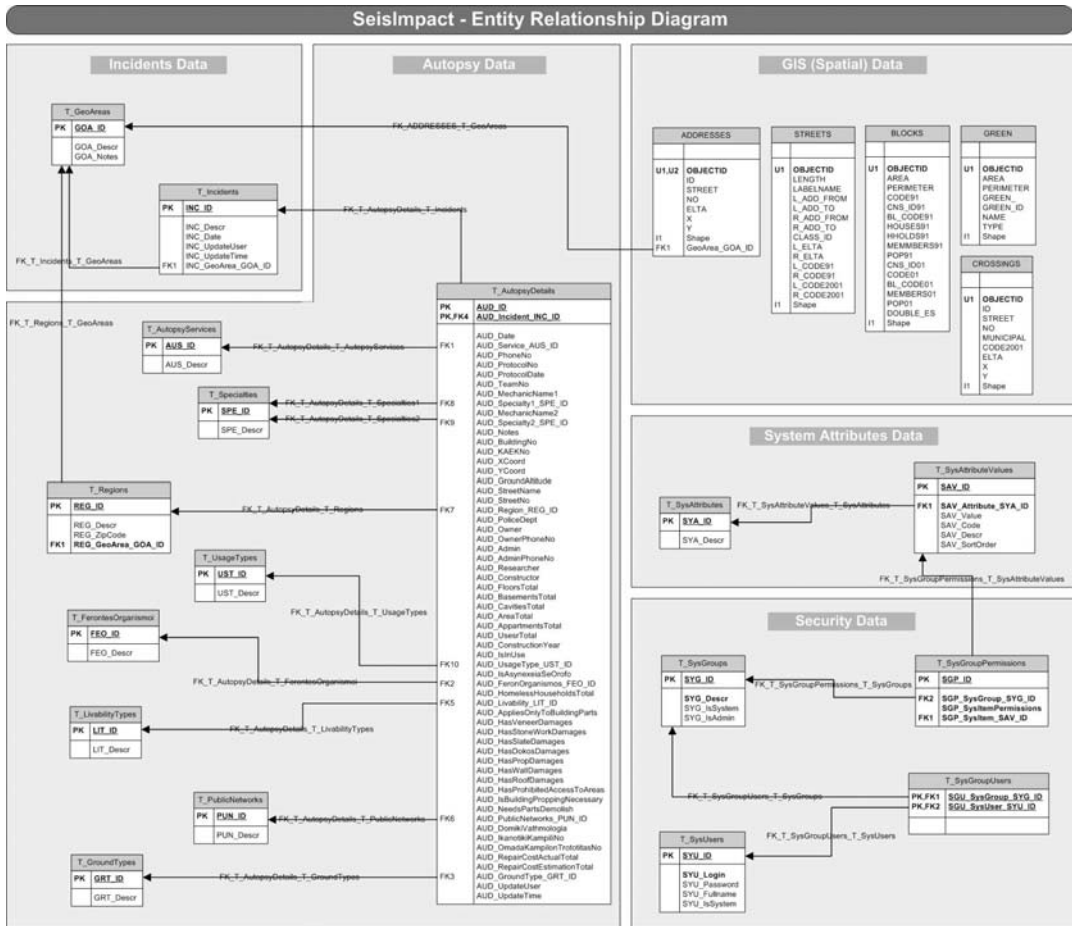 SeisImpact - Entity Relationship Diagram
Incidents Data
T_GeoAreas
PK GOA_ID
GOA_Descr
GOA_Notes
T_Incidents
PK INC_ID
INC_Descr
INC_Date
INC_UpdateUser
INC_UpdateTime
FK1 INC_GeoArea_GOA_ID
FK_T_Incidents_T_GeoAreas
FK_T_Regions_T_GeoAreas
Autopsy Data
FK_ADDRESSES_T_GeoAreas
FK_T_AutopsyDetails_T_Incidents
T_AutopsyServices
PK AUS_ID
AUS_Descr
FK_T_AutopsyDetails_T_AutopsyServices
T_Specialties
PK SPE_ID
SPE_Descr
FK_T_AutopsyDetails_T_Specialties1
FK_T_AutopsyDetails_T_Specialties2
T_Regions
PK REG_ID
REG_Descr
REG_ZipCode
FK1 REG_GeoArea_GOA_ID
FK_T_AutopsyDetails_T_Regions
T_UsageTypes
PK UST_ID
UST_Descr
FK_T_AutopsyDetails_T_UsageTypes
T_FerontesOrganismoi
PK FEO_ID
FEO_Descr
FK_T_AutopsyDetails_T_FerontesOrganismoi
T_LivabilityTypes
PK LIT_ID
LIT_Descr
FK_T_AutopsyDetails_T_LivabilityTypes
T_PublicNetworks
PK PUN_ID
PUN_Descr
FK_T_AutopsyDetails_T_PublicNetworks
T_GroundTypes
PK GRT_ID
GRT_Descr
FK_T_AutopsyDetails_T_GroundTypes
T_AutopsyDetails
PK AUD_ID
PK,FK4 AUD_Incident_INC_ID
AUD_Date
FK1 AUD_Service_AUS_ID
AUD_PhoneNo
AUD_ProtocolNo
AUD_ProtocolDate
AUD_TeamNo
AUD_MechanicName1
FK8 AUD_Specialty1_SPE_ID
AUD_MechanicName2
FK9 AUD_Specialty2_SPE_ID
AUD_Notes
AUD_BuildingNo
AUD_KAEKNo
AUD_XCoord
AUD_YCoord
AUD_GroundAltitude
AUD_StreetName
AUD_StreetNo
FK7 AUD_Region_REG_ID
AUD_PoliceDept
AUD_Owner
AUD_OwnerPhoneNo
AUD_Admin
AUD_AdminPhoneNo
AUD_Researcher
AUD_Constructor
AUD_FloorsTotal
AUD_BasementsTotal
AUD_CavitiesTotal
AUD_AreaTotal
AUD_AppartmentsTotal
AUD_UsesrTotal
AUD_ConstructionYear
AUD_IsInUse
FK10 AUD_UsageType_UST_ID
AUD_IsAsynexeiaSeOrofo
FK2 AUD_FeronOrganismos_FEO_ID
AUD_HomelessHouseholdsTotal
FK5 AUD_Livability_LIT_ID
AUD_AppliesOnlyToBuildingParts
AUD_HasVeneerDamages
AUD_HasStoneWorkDamages
AUD_HasSlateDamages
AUD_HasDokosDamages
AUD_HasPropDamages
AUD_HasWallDamages
AUD_HasRoofDamages
AUD_HasProhibitedAccessToAreas
AUD_IsBuildingProppingNecessary
AUD_NeedsPartsDemolish
FK6 AUD_PublicNetworks_PUN_ID
AUD_DomikiVathmologia
AUD_IkanotikiKampiliNo
AUD_OmadaKampilonTrototitasNo
AUD_RepairCostActualTotal
AUD_RepairCostEstimationTotal
FK3 AUD_GroundType_GRT_ID
AUD_UpdateUser
AUD_UpdateTime
GIS (Spatial) Data
ADDRESSES
U1,U2 OBJECTID
ID
STREET
NO
ELTA
X
Y
I1 Shape
FK1 GeoArea_GOA_ID
STREETS
U1 OBJECTID
LENGTH
LABELNAME
L_ADD_FROM
L_ADD_TO
R_ADD_FROM
R_ADD_TO
CLASS_ID
L_ELTA
R_ELTA
L_CODE91
R_CODE91
L_CODE2001
R_CODE2001
I1 Shape
BLOCKS
U1 OBJECTID
AREA
PERIMETER
CODE91
CNS_ID91
BL_CODE91
HOUSES91
HHOLDS91
MEMMBERS91
POP91
CNS_ID01
CODE01
BL_CODE01
MEMBERS01
POP01
DOUBLE_ES
I1 Shape
GREEN
U1 OBJECTID
AREA
PERIMETER
GREEN_
GREEN_ID
NAME
TYPE
I1 Shape
CROSSINGS
U1 OBJECTID
ID
STREET
NO
MUNICIPAL
CODE2001
ELTA
X
Y
I1 Shape
System Attributes Data
T_SysAttributes
PK SYA_ID
SYA_Descr
FK_T_SysAttributeValues_T_SysAttributes
T_SysAttributeValues
PK SAV_ID
FK1 SAV_Attribute_SYA_ID
SAV_Value
SAV_Code
SAV_Descr
SAV_SortOrder
FK_T_SysGroupPermissions_T_SysAttributeValues
Security Data
T_SysGroups
PK SYG_ID
SYG_Descr
SYG_IsSystem
SYG_IsAdmin
FK_T_SysGroupPermissions_T_SysGroups
T_SysGroupPermissions
PK SGP_ID
FK2 SGP_SysGroup_SYG_ID
SGP_SysItemPermissions
FK1 SGP_SysItem_SAV_ID
T_SysGroupUsers
PK,FK1 SGU_SysGroup_SYG_ID
PK,FK2 SGU_SysUser_SYU_ID
FK_T_SysGroupUsers_T_SysGroups
FK_T_SysGroupUsers_T_SysUsers
T_SysUsers
PK SYU_ID
SYU_Login
SYU_Password
SYU_Fullname
SYU_IsSystem